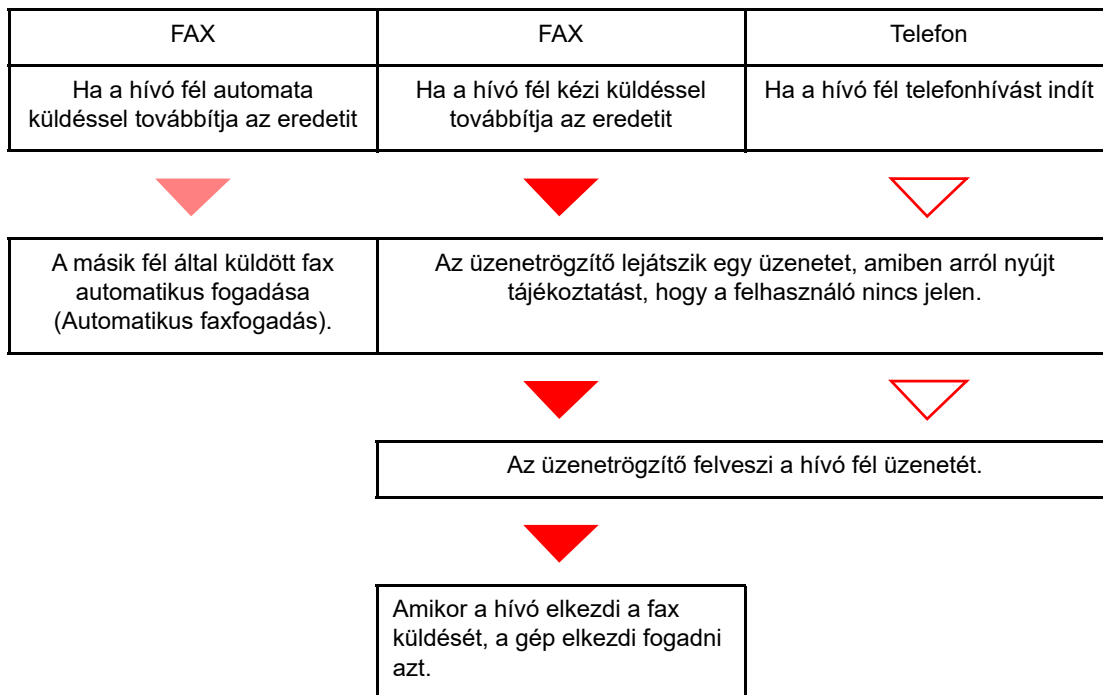 FAX
FAX
Telefon
Ha a hívó fél automata
küldéssel továbbítja az eredetit
Ha a hívó fél kézi küldéssel
továbbítja az eredetit
Ha a hívó fél telefonhívást indít
A másik fél által küldött fax
automatikus fogadása
(Automatikus faxfogadás).
Az üzenetrögzítő lejátszik egy üzenetet, amiben arról nyújt
tájékoztatást, hogy a felhasználó nincs jelen.
Az üzenetrögzítő felveszi a hívó fél üzenetét.
Amikor a hívó elkezdi a fax
küldését, a gép elkezdi fogadni
azt.